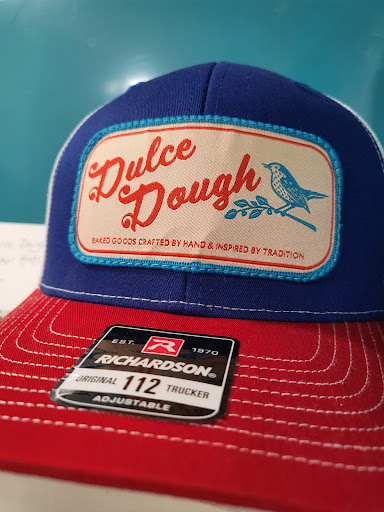 Dulce
Dough
BAKED GOODS CRAFTED BY HAND & INSPIRED BY TRADITION
EST. R 1970
RICHARDSON®
ORIGINAL 112 TRUCKER
ADJUSTABLE